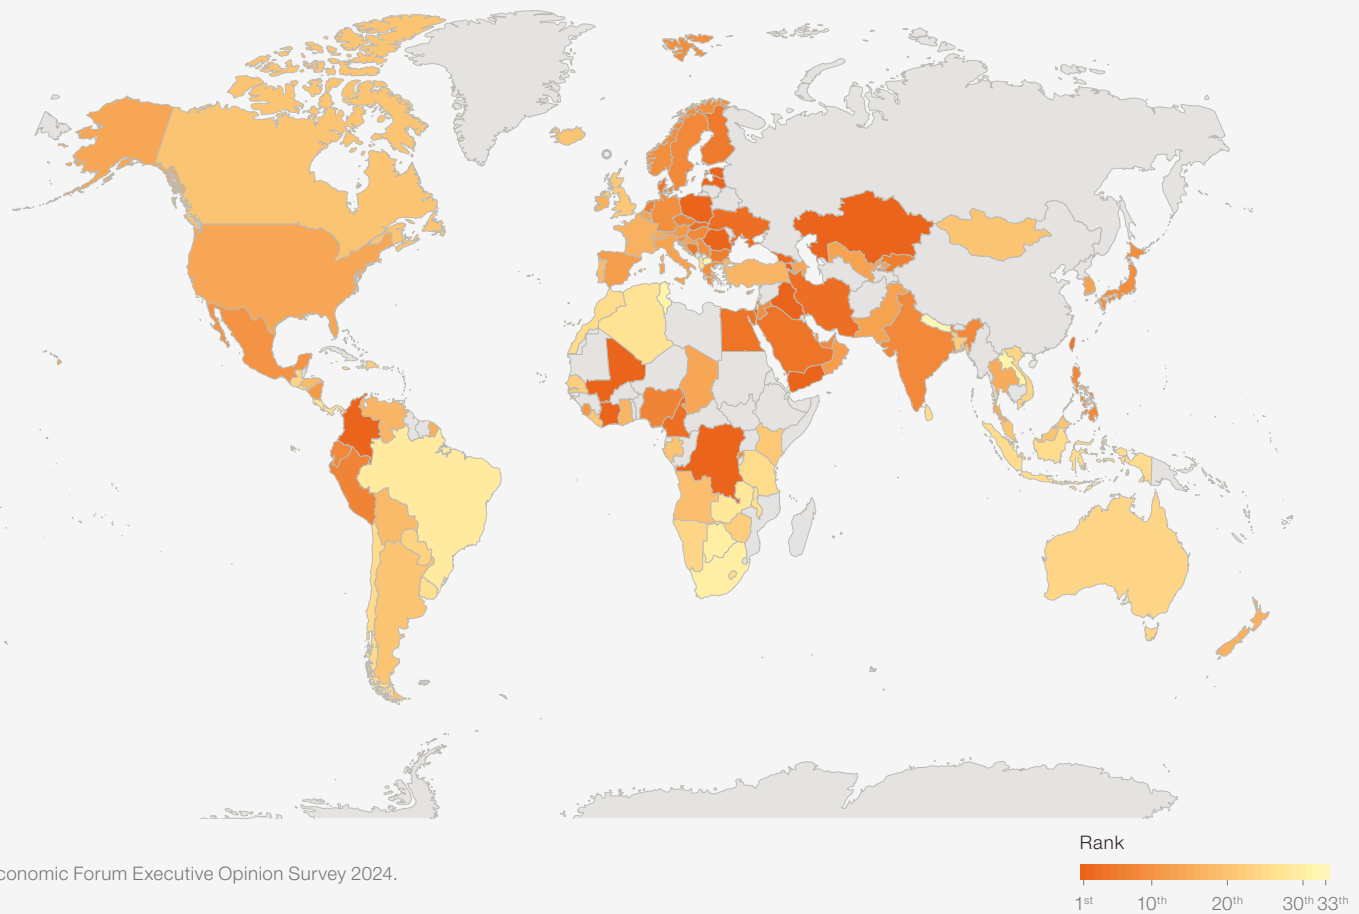 Rank
conomic Forum Executive Opinion Survey 2024.
1st 10th 20th 30th 33th